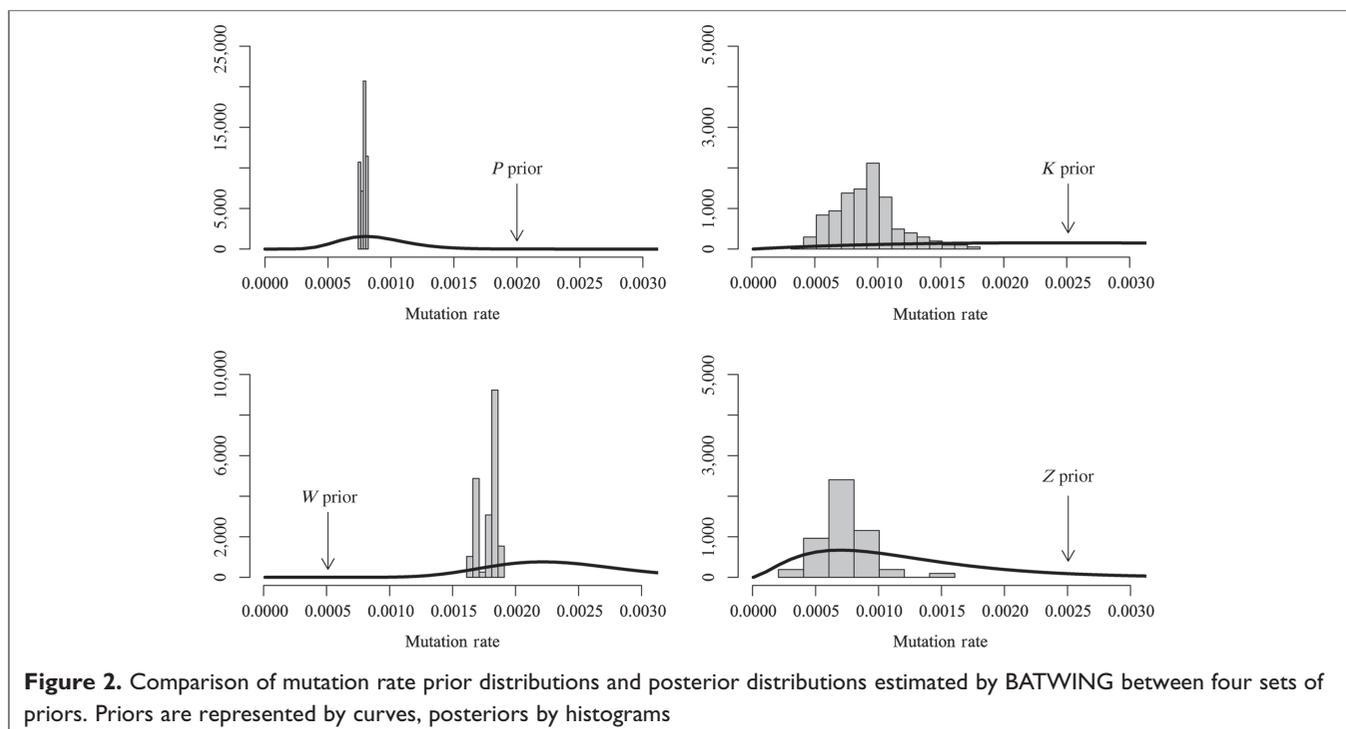 25,000
15,000
5,000
0
P prior
0.0000 0.0005 0.0010 0.0015 0.0020 0.0025 0.0030
Mutation rate
5,000
3,000
1,000
0
K prior
0.0000 0.0005 0.0010 0.0015 0.0020 0.0025 0.0030
Mutation rate
10,000
6,000
2,000
0
W prior
0.0000 0.0005 0.0010 0.0015 0.0020 0.0025 0.0030
Mutation rate
5,000
3,000
1,000
0
Z prior
0.0000 0.0005 0.0010 0.0015 0.0020 0.0025 0.0030
Mutation rate
Figure 2. Comparison of mutation rate prior distributions and posterior distributions estimated by BATWING between four sets of
priors. Priors are represented by curves, posteriors by histograms